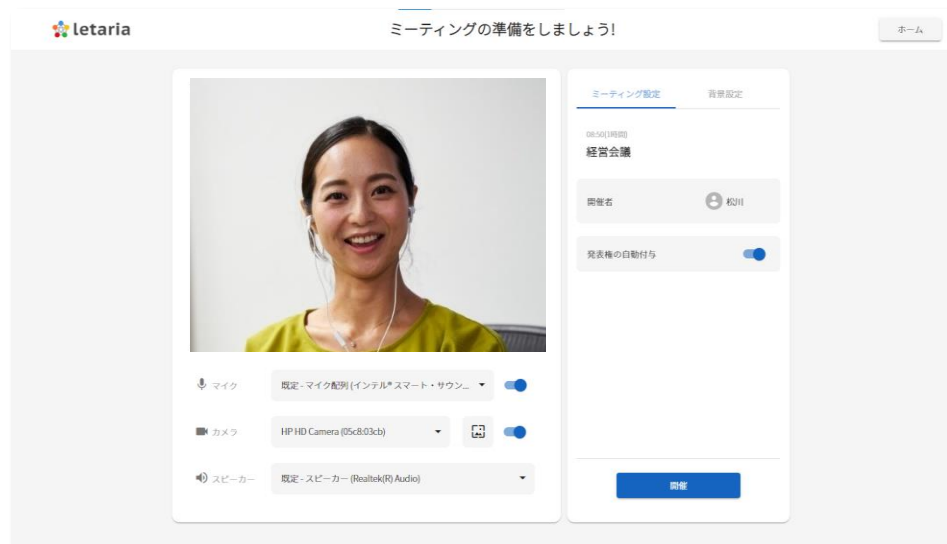 letaria
ミーティングの準備をしましょう!
ホーム
ミーティング設定
背景設定
08:50(1時間)
経営会議
開催者
松川
発表権の自動付与
マイク
既定 - マイク配列 (インテル® スマート・サウン...
カメラ
HP HD Camera (05c8:03cb)
スピーカー
既定 - スピーカー (Realtek(R) Audio)
開催